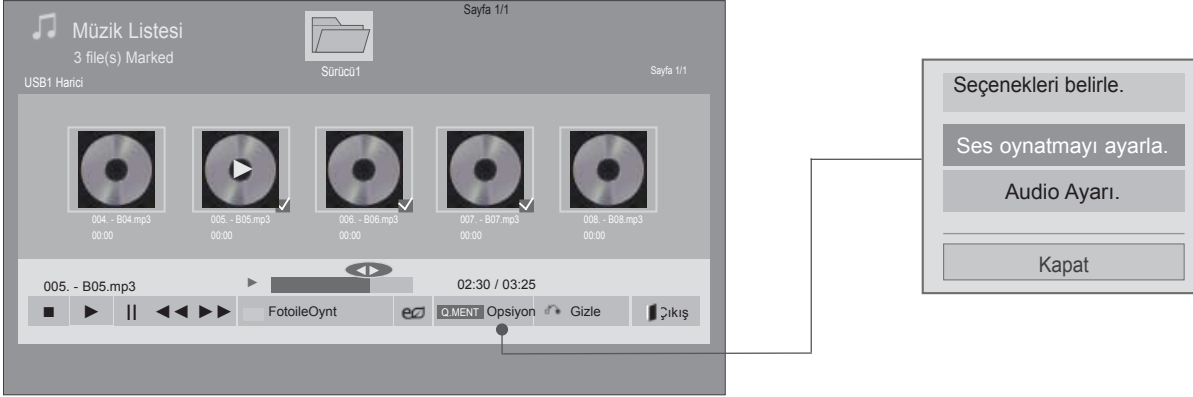 Sayfa 1/1
Müzik Listesi
3 file(s) Marked
Sürücü1
USB1 Harici
Sayfa 1/1
004. - B04.mp3
00:00
005. - B05.mp3
00:00
006. - B06.mp3
00:00
007. - B07.mp3
00:00
008. - B08.mp3
00:00
005. - B05.mp3
02:30 / 03:25
FotoileOynt
Q.MENT Opsiyon
Gizle
Çıkış
Seçenekleri belirle.
Ses oynatmayı ayarla.
Audio Ayarı.
Kapat